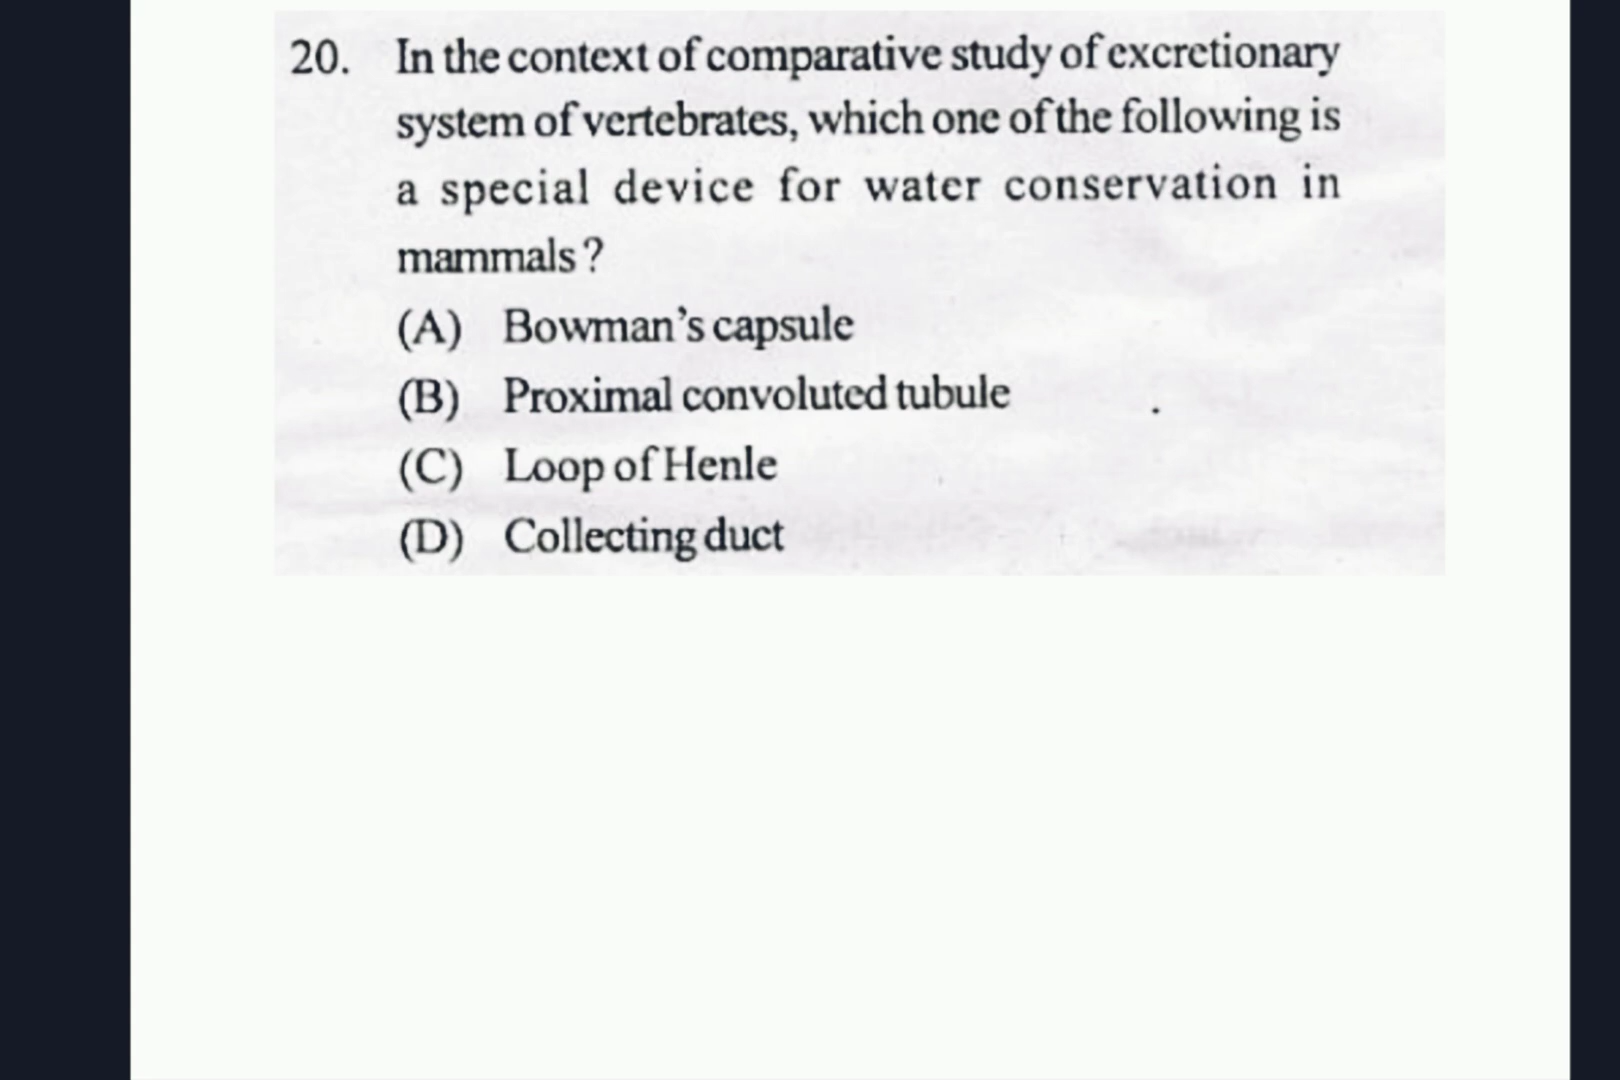 20. In the context of comparative study of excretionary
system of vertebrates, which one of the following is
a special device for water conservation in
mammals ?
(A) Bowman's capsule
(B) Proximal convoluted tubule
(C) Loop of Henle
(D) Collecting duct